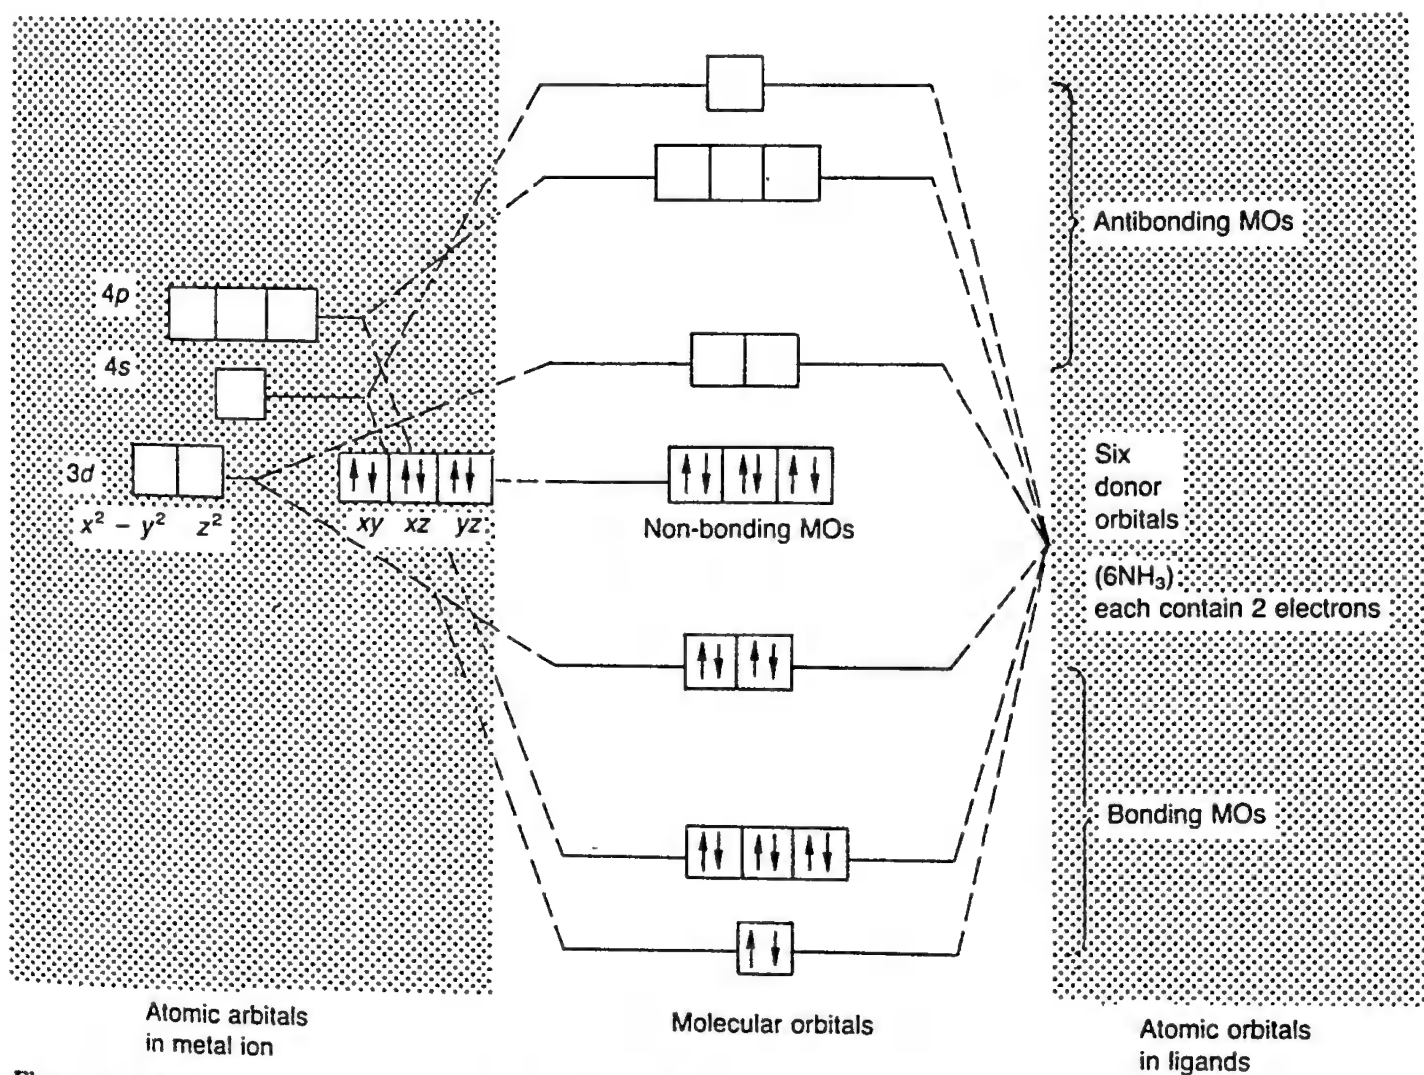 Antibonding MOs
4p
4s
3d
x² − y² z²
xy xz yz
Non-bonding MOs
Six
donor
orbitals
(6NH₃)
each contain 2 electrons
Bonding MOs
Atomic arbitals
in metal ion
Molecular orbitals
Atomic orbitals
in ligands